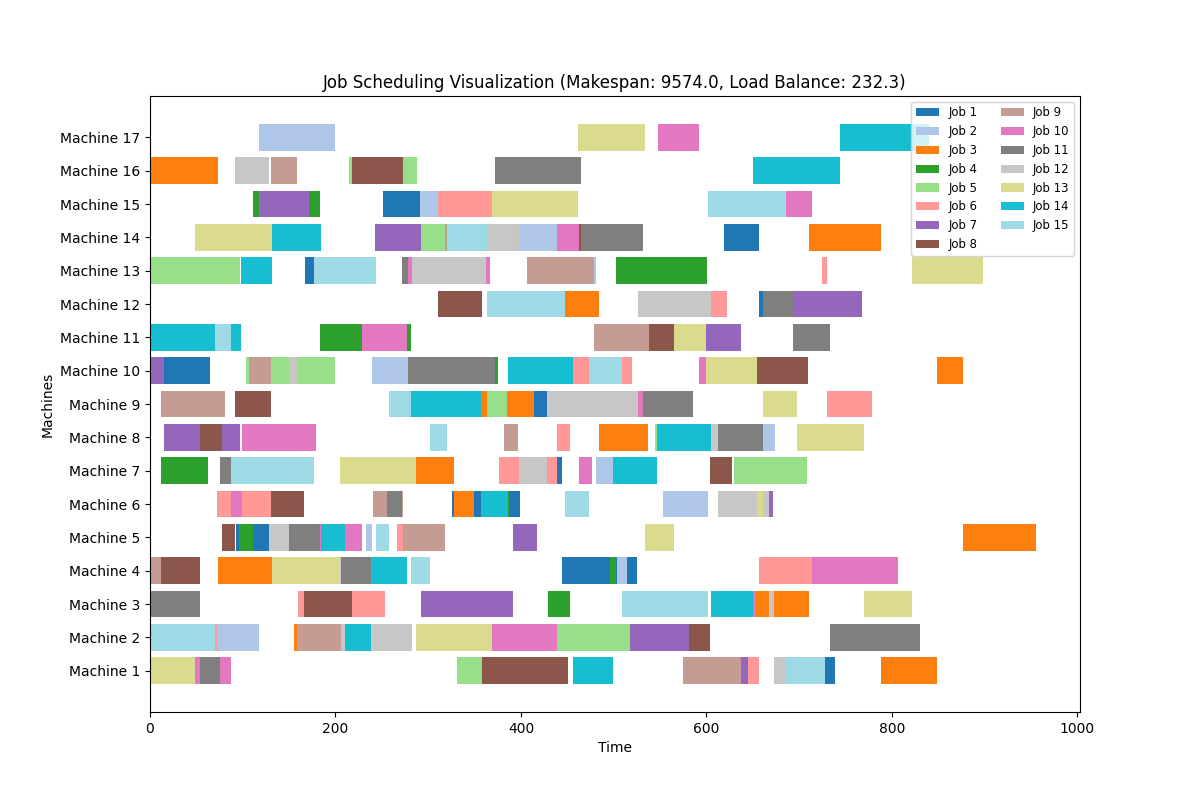 Job Scheduling Visualization (Makespan: 9574.0, Load Balance: 232.3)
Job 1
Job 2
Job 3
Job 4
Job 5
Job 6
Job 7
Job 8
Job 9
Job 10
Job 11
Job 12
Job 13
Job 14
Job 15
Machines
Machine 17
Machine 16
Machine 15
Machine 14
Machine 13
Machine 12
Machine 11
Machine 10
Machine 9
Machine 8
Machine 7
Machine 6
Machine 5
Machine 4
Machine 3
Machine 2
Machine 1
0 200 400 600 800 1000
Time